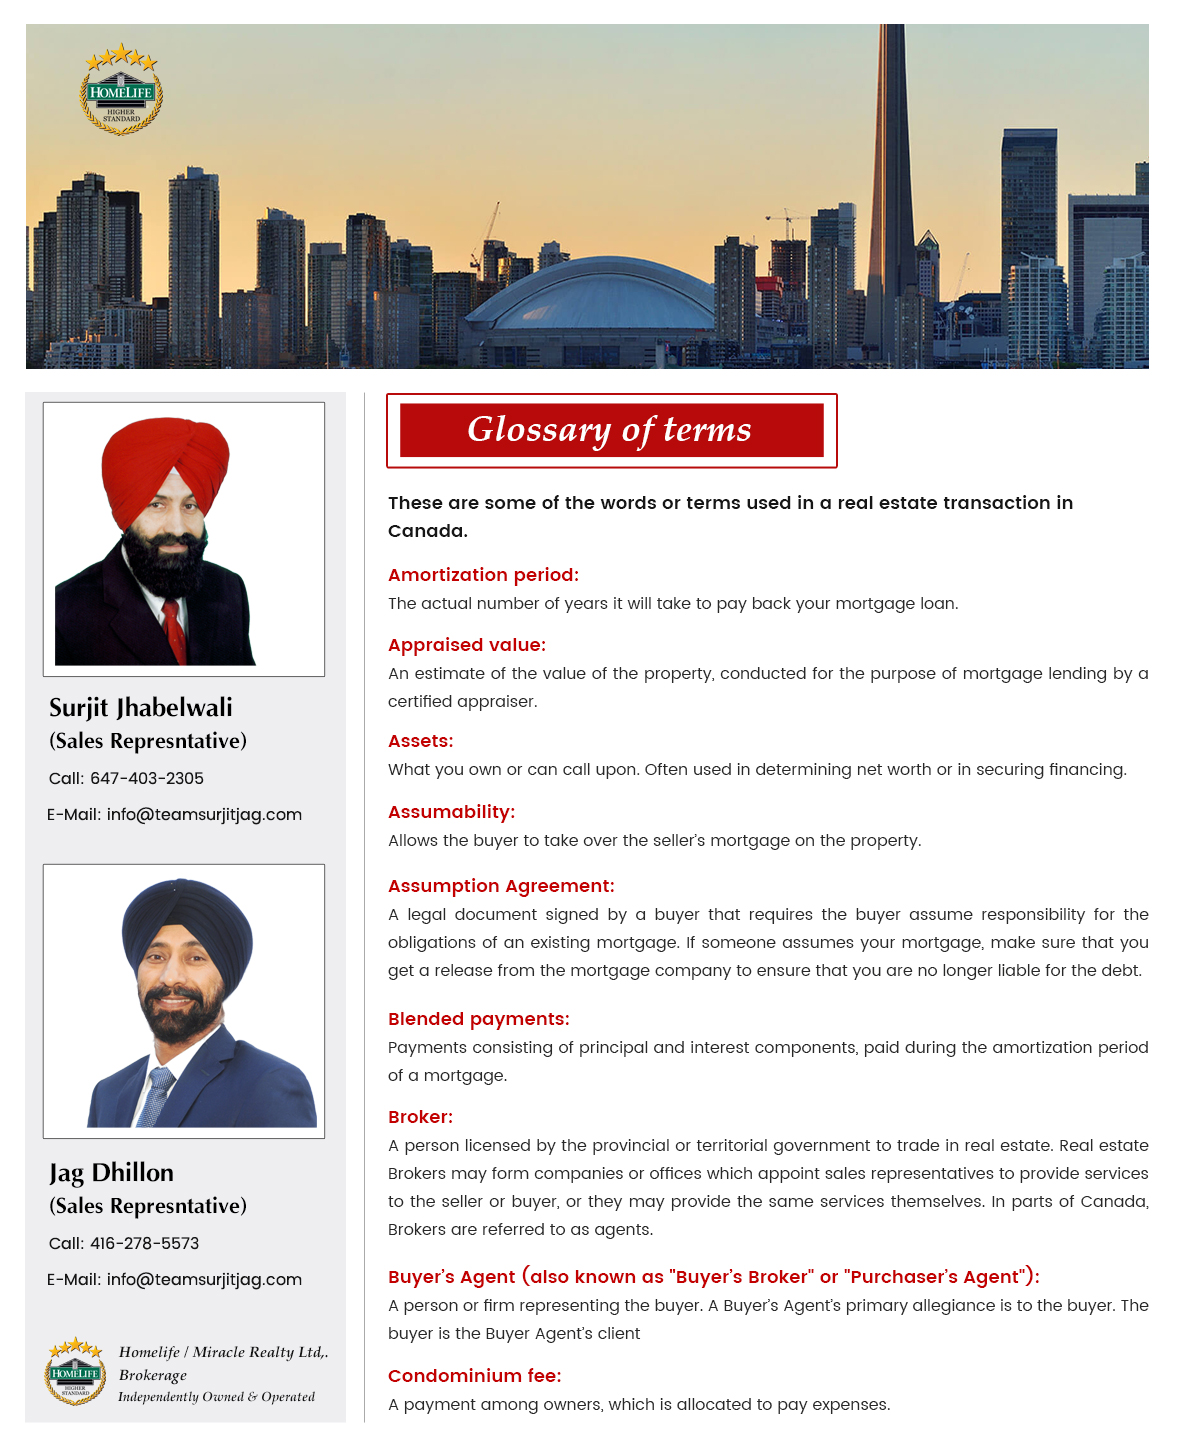 HOMELIFE
HIGHER
STANDARD
Surjit Jhabelwali
(Sales Represntative)
Call: 647-403-2305
E-Mail: info@teamsurjitjag.com
Jag Dhillon
(Sales Represntative)
Call: 416-278-5573
E-Mail: info@teamsurjitjag.com
HOMELIFE
HIGHER
STANDARD
Homelife / Miracle Realty Ltd,.
Brokerage
Independently Owned & Operated
Glossary of terms
These are some of the words or terms used in a real estate transaction in
Canada.
Amortization period:
The actual number of years it will take to pay back your mortgage loan.
Appraised value:
An estimate of the value of the property, conducted for the purpose of mortgage lending by a
certified appraiser.
Assets:
What you own or can call upon. Often used in determining net worth or in securing financing.
Assumability:
Allows the buyer to take over the seller’s mortgage on the property.
Assumption Agreement:
A legal document signed by a buyer that requires the buyer assume responsibility for the
obligations of an existing mortgage. If someone assumes your mortgage, make sure that you
get a release from the mortgage company to ensure that you are no longer liable for the debt.
Blended payments:
Payments consisting of principal and interest components, paid during the amortization period
of a mortgage.
Broker:
A person licensed by the provincial or territorial government to trade in real estate. Real estate
Brokers may form companies or offices which appoint sales representatives to provide services
to the seller or buyer, or they may provide the same services themselves. In parts of Canada,
Brokers are referred to as agents.
Buyer’s Agent (also known as "Buyer’s Broker" or "Purchaser’s Agent"):
A person or firm representing the buyer. A Buyer’s Agent’s primary allegiance is to the buyer. The
buyer is the Buyer Agent’s client
Condominium fee:
A payment among owners, which is allocated to pay expenses.